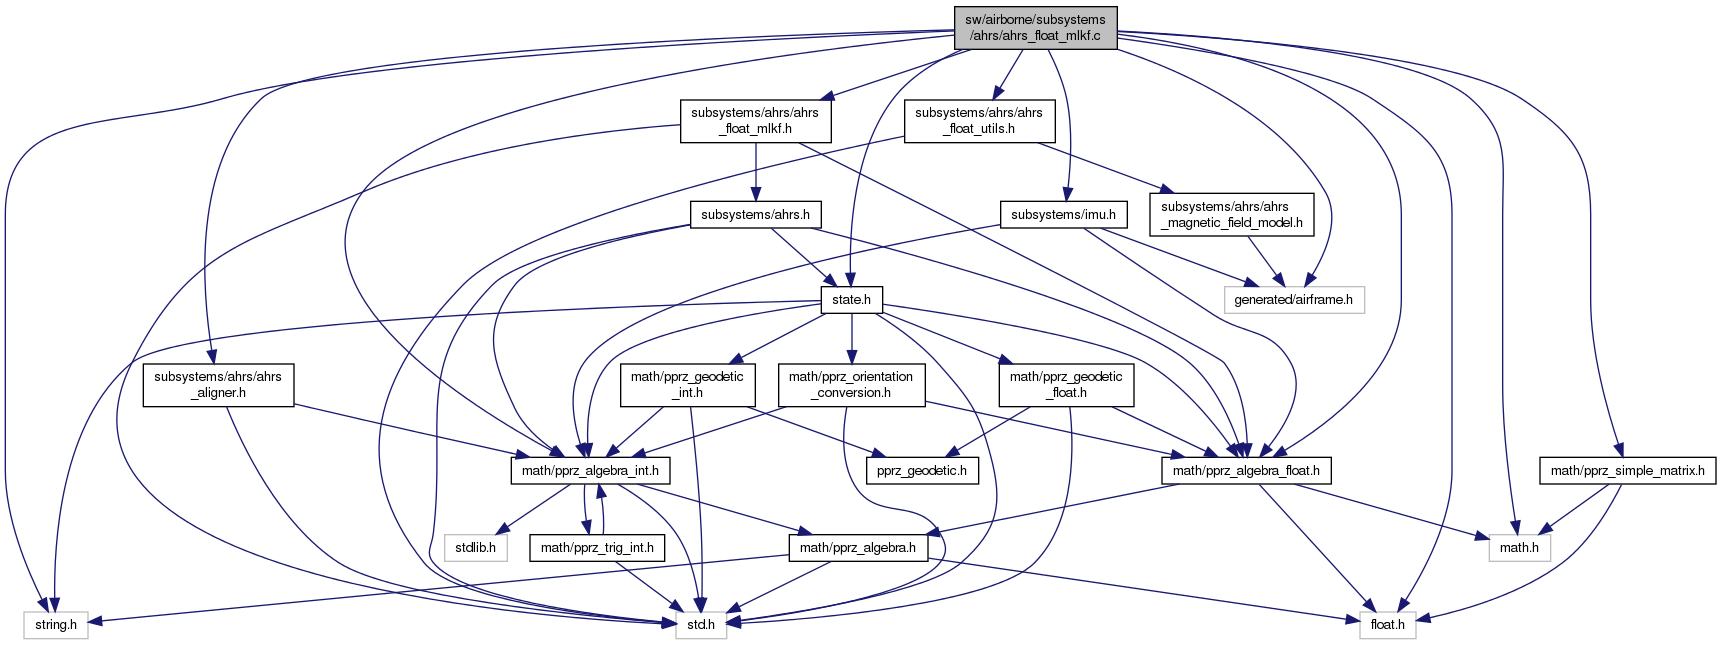 sw/airborne/subsystems
/ahrs/ahrs_float_mlkf.c
subsystems/ahrs/ahrs
_float_mlkf.h
subsystems/ahrs/ahrs
_float_utils.h
subsystems/ahrs.h
subsystems/imu.h
subsystems/ahrs/ahrs
_magnetic_field_model.h
state.h
generated/airframe.h
subsystems/ahrs/ahrs
_aligner.h
math/pprz_geodetic
_int.h
math/pprz_orientation
_conversion.h
math/pprz_geodetic
_float.h
math/pprz_algebra_int.h
pprz_geodetic.h
math/pprz_algebra_float.h
math/pprz_simple_matrix.h
stdlib.h
math/pprz_trig_int.h
math/pprz_algebra.h
math.h
string.h
std.h
float.h